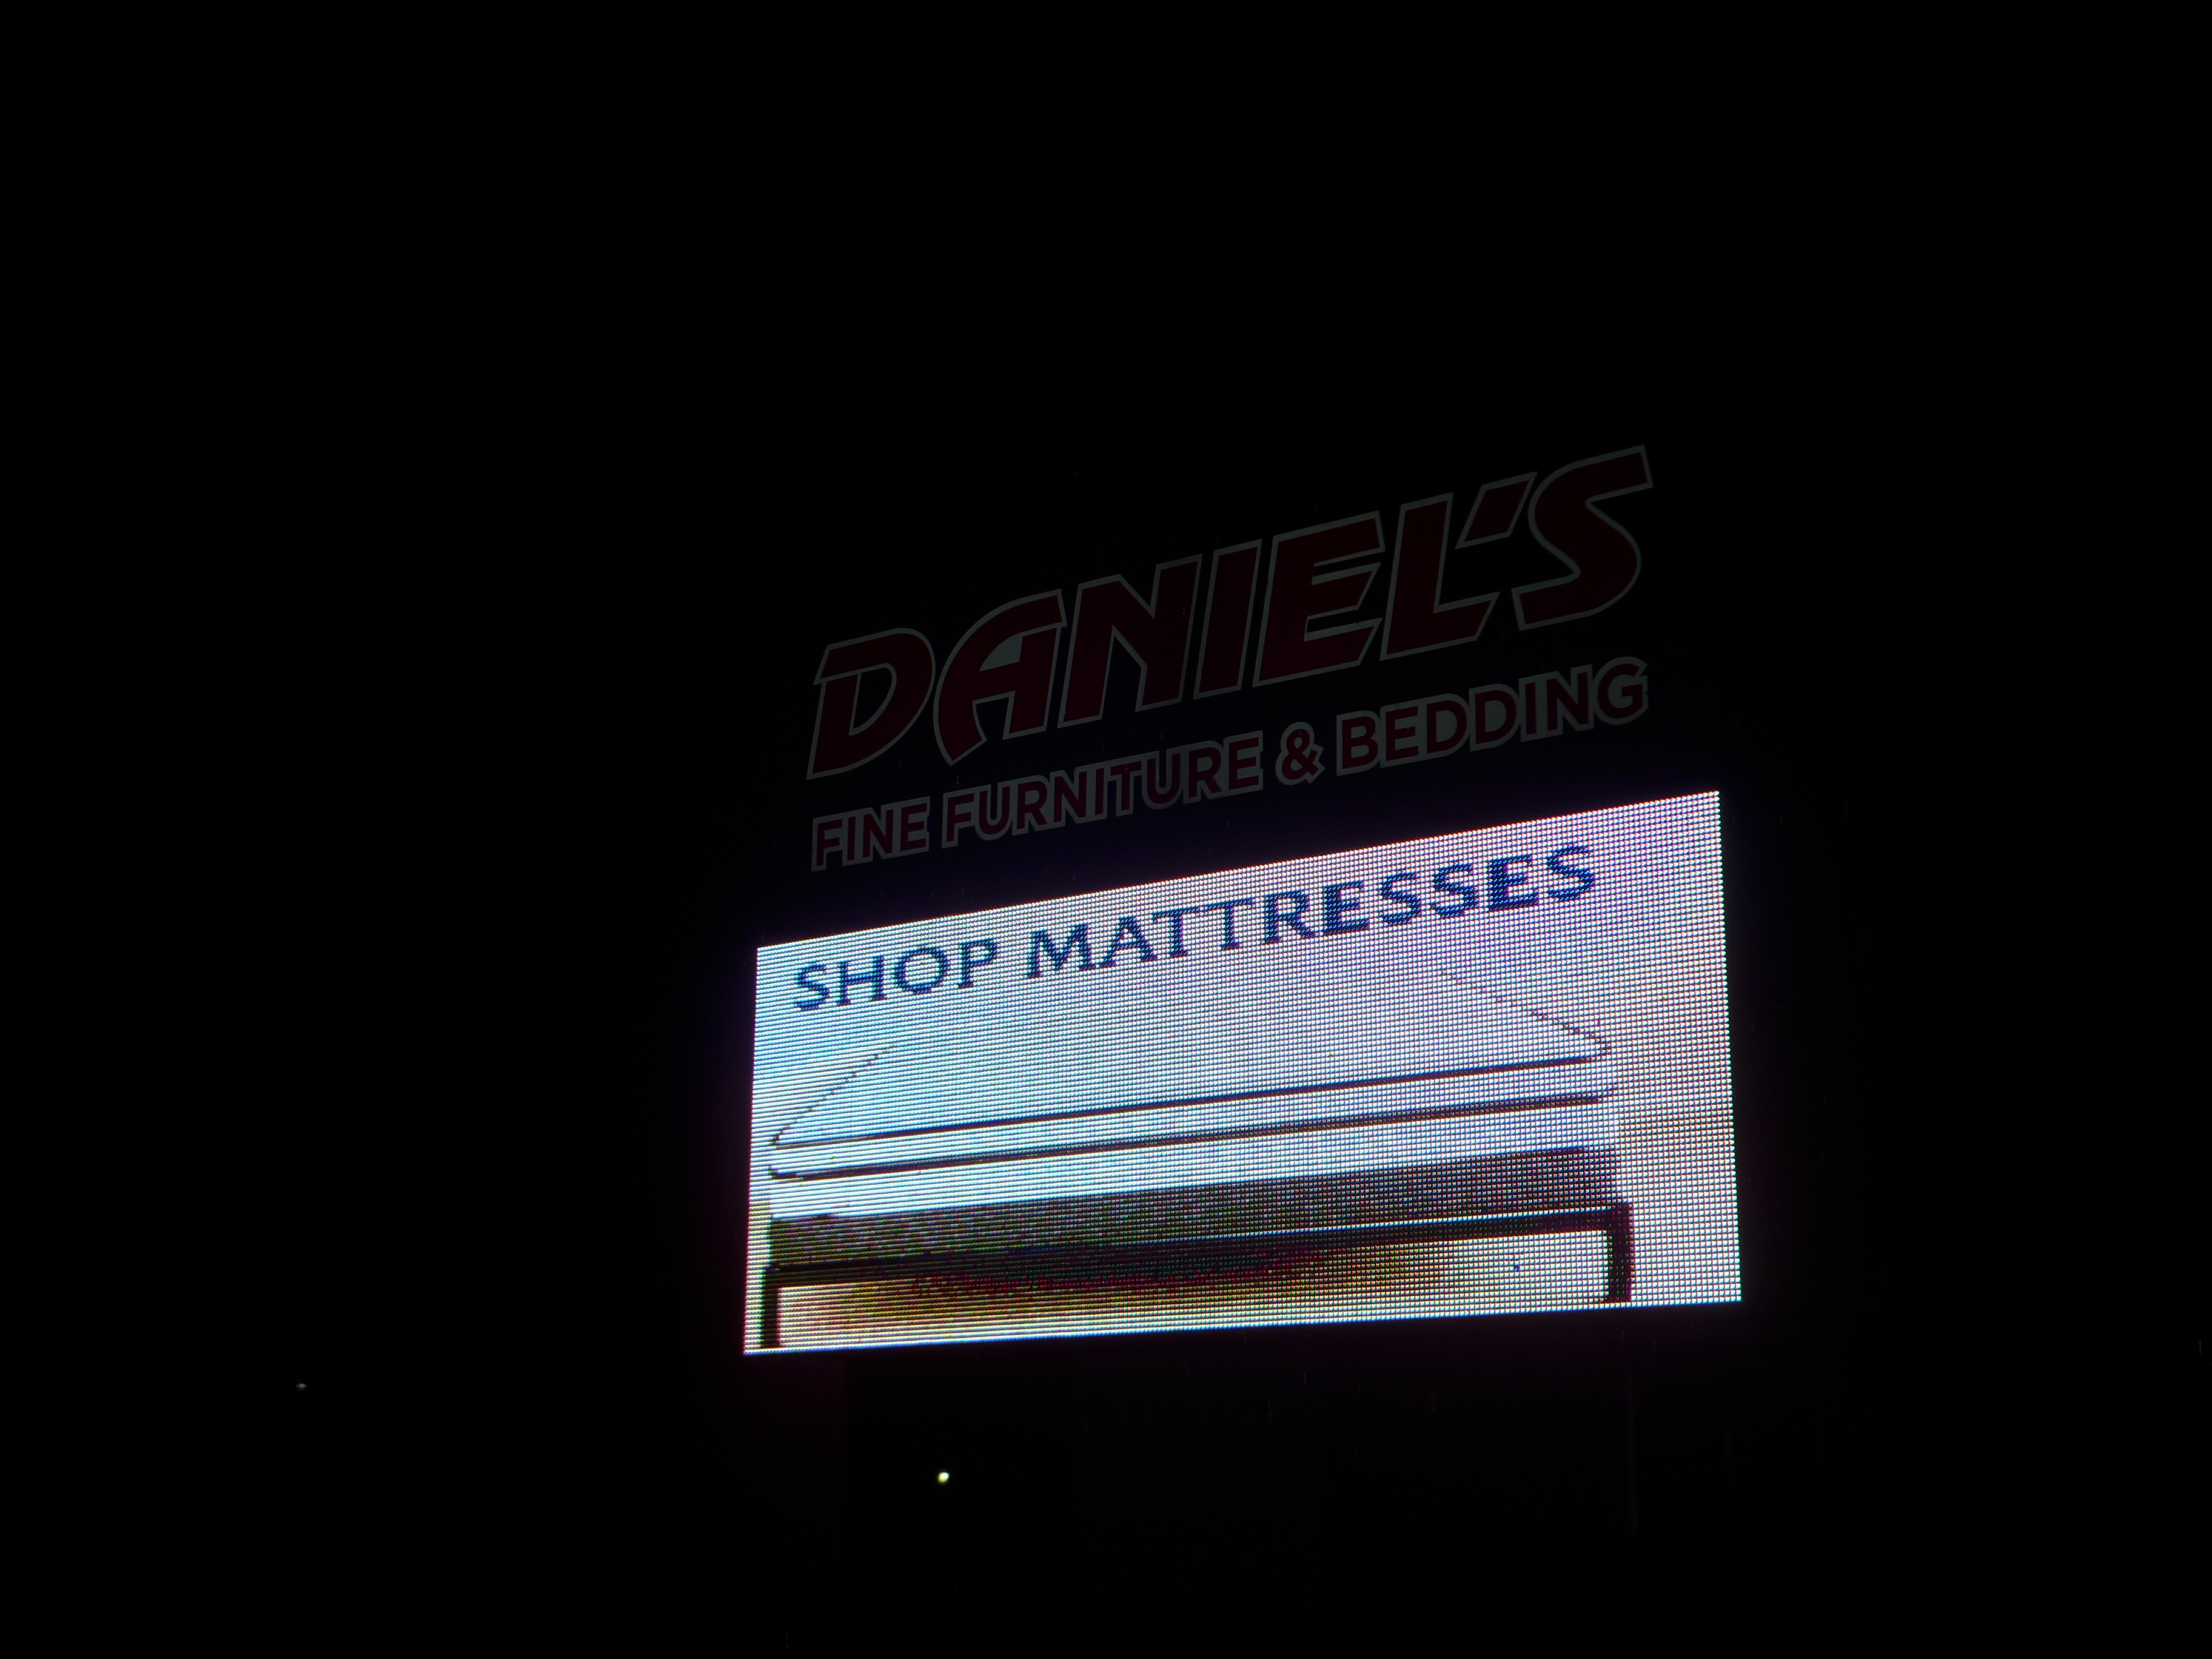 DANIEL'S
FINE FURNITURE & BEDDING
SHOP MATTRESSES